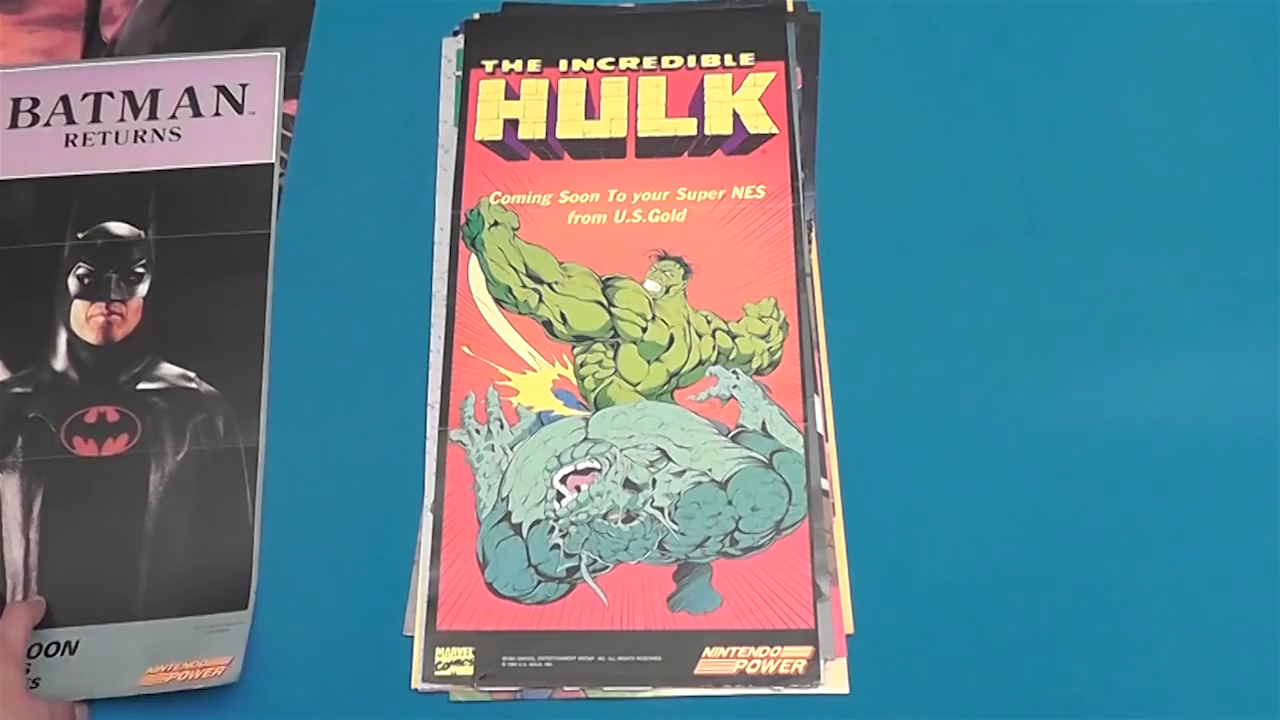 BATMAN
RETURNS
OON
THE INCREDIBLE
HULK
Coming Soon To your Super NES
from U.S.Gold
MARVEL
COMICS
NINTENDO
POWER
NINTENDO
POWER